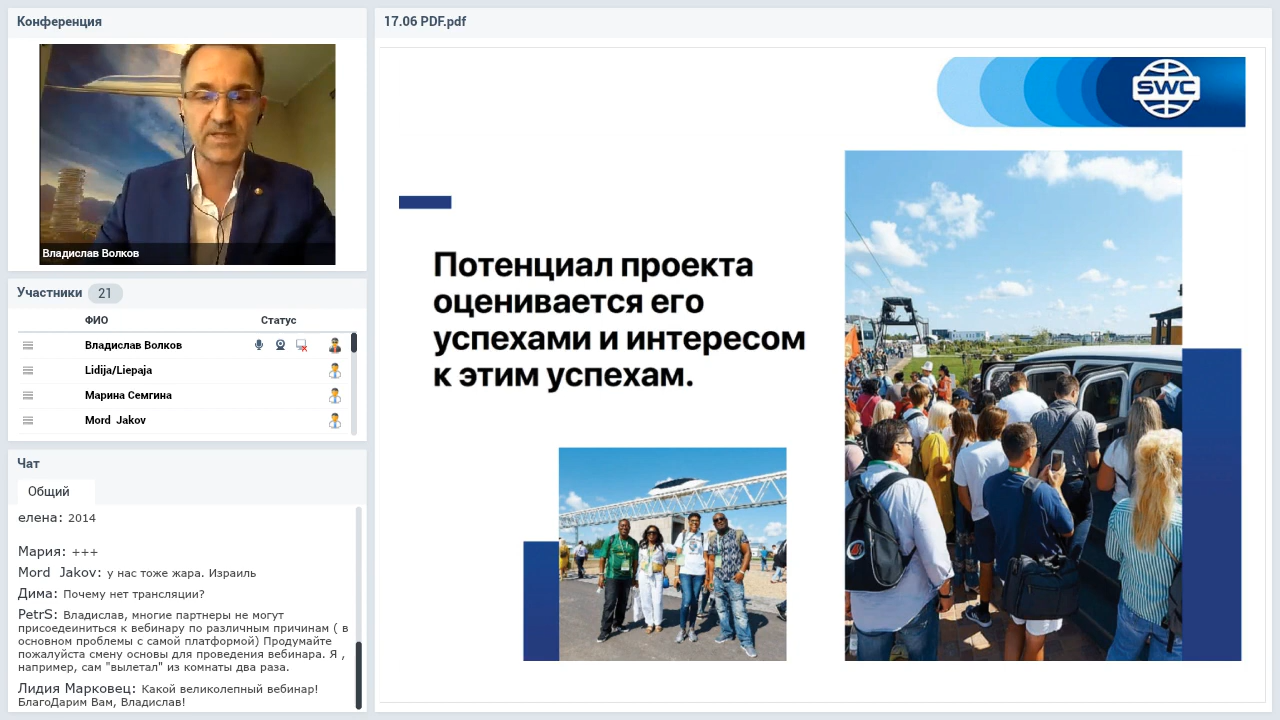 Конференция
Владислав Волков
Участники 21
ФИО Статус
Владислав Волков
Lidija/Liepaja
Марина Семгина
Mord Jakov
Чат
Общий
елена: 2014
Мария: +++
Mord Jakov: у нас тоже жара. Израиль
Дима: Почему нет трансляции?
PetrS: Владислав, многие партнеры не могут
присоедеиниться к вебинару по различным причинам ( в
основном проблемы с самой платформой) Продумайте
пожалуйста смену основы для проведения вебинара. Я ,
например, сам "вылетал" из комнаты два раза.
Лидия Марковец: Какой великолепный вебинар!
БлагоДарим Вам, Владислав!
17.06 PDF.pdf
SWC
Потенциал проекта
оценивается его
успехами и интересом
к этим успехам.